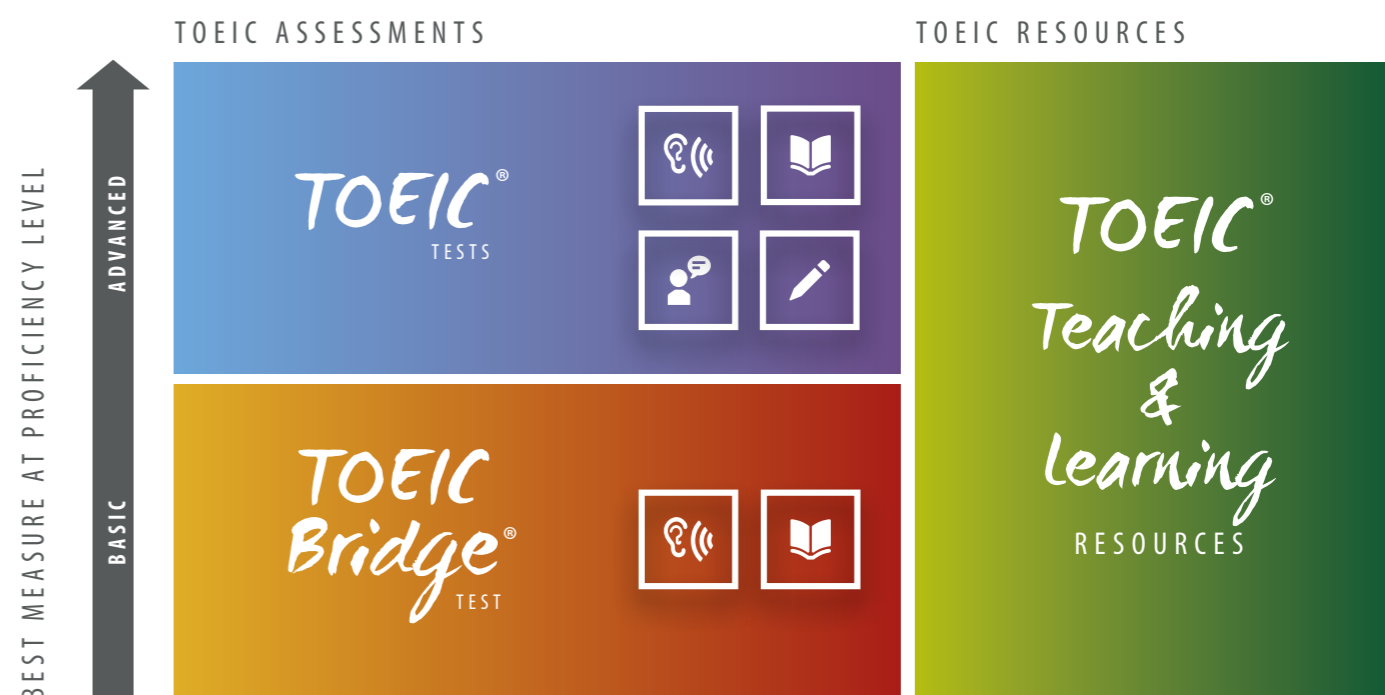 TOEIC ASSESSMENTS
TOEIC RESOURCES
BEST MEASURE AT PROFICIENCY LEVEL
ADVANCED
BASIC
TOEIC®
TESTS
TOEIC
Bridge®
TEST
TOEIC®
Teaching
&
Learning
RESOURCES